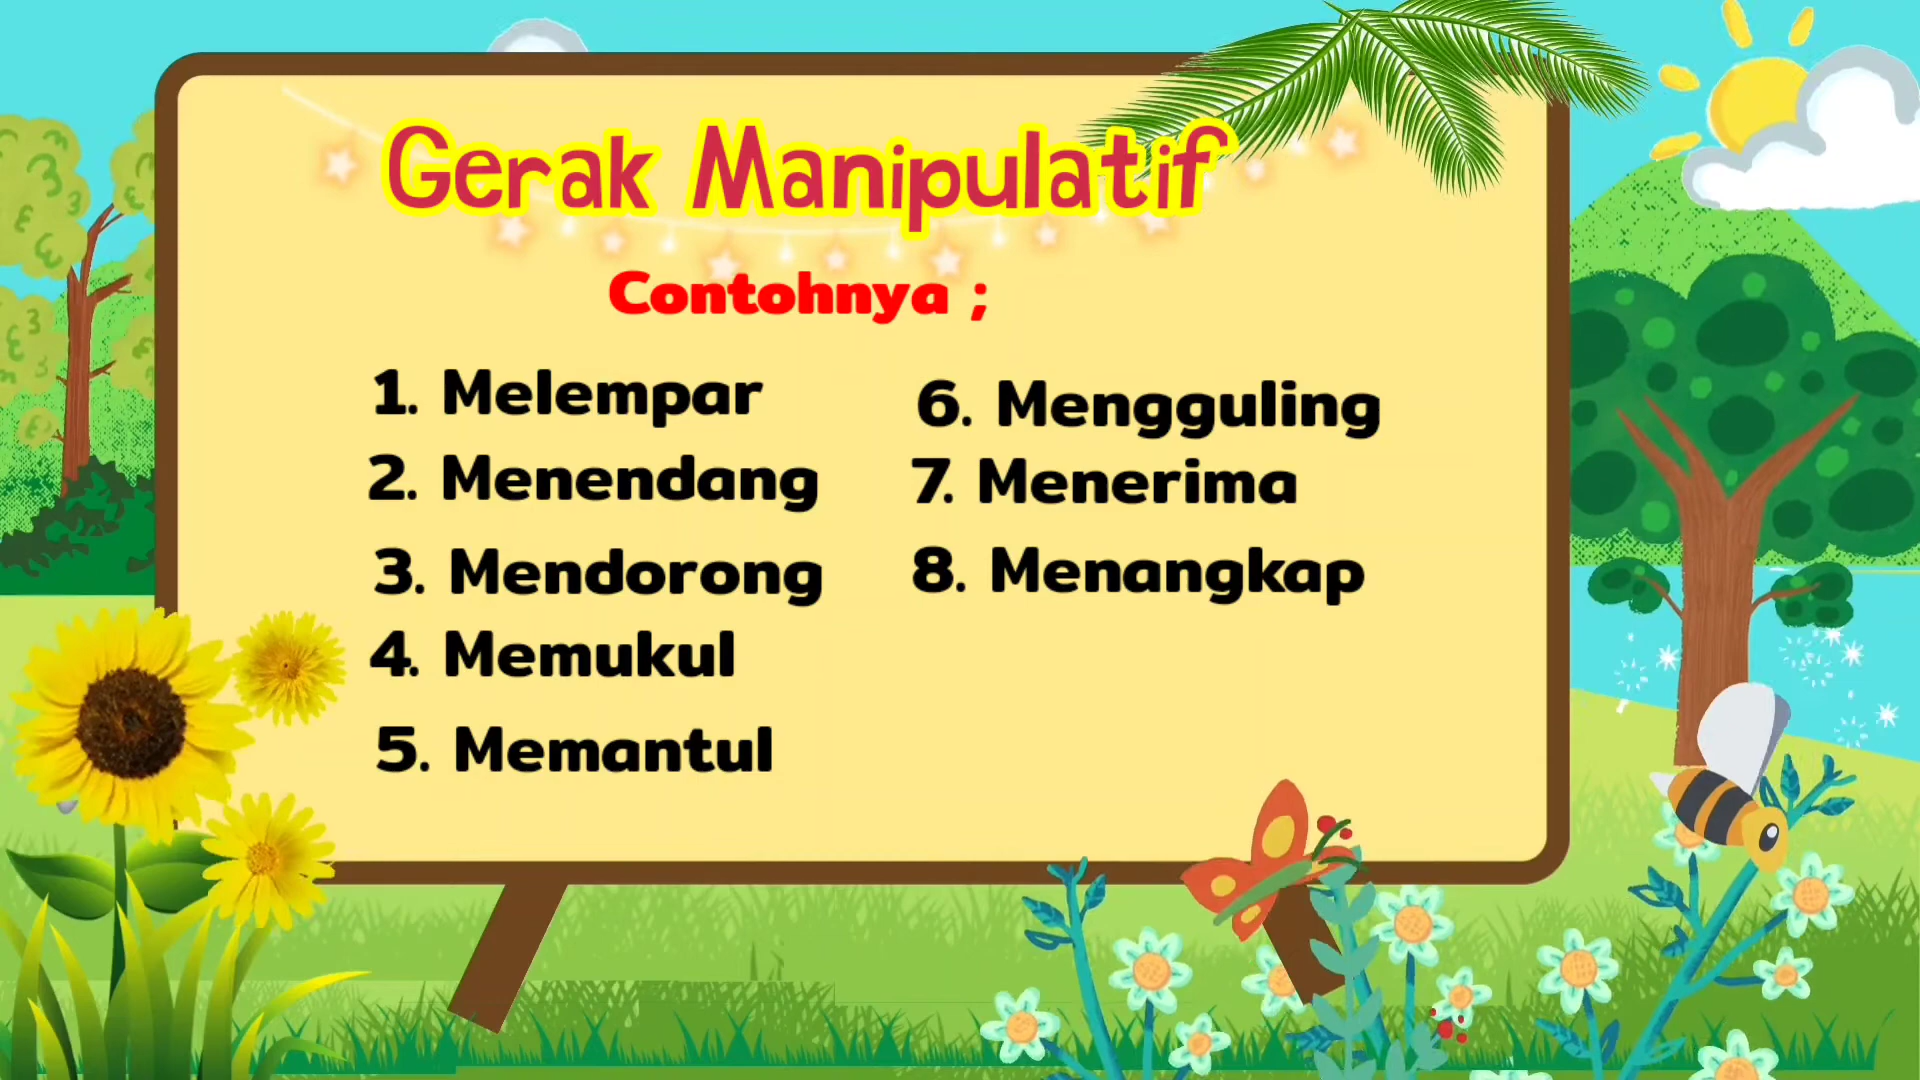 Gerak Manipulatif
Contohnya ;
1. Melempar
2. Menendang
3. Mendorong
4. Memukul
5. Memantul
6. Mengguling
7. Menerima
8. Menangkap